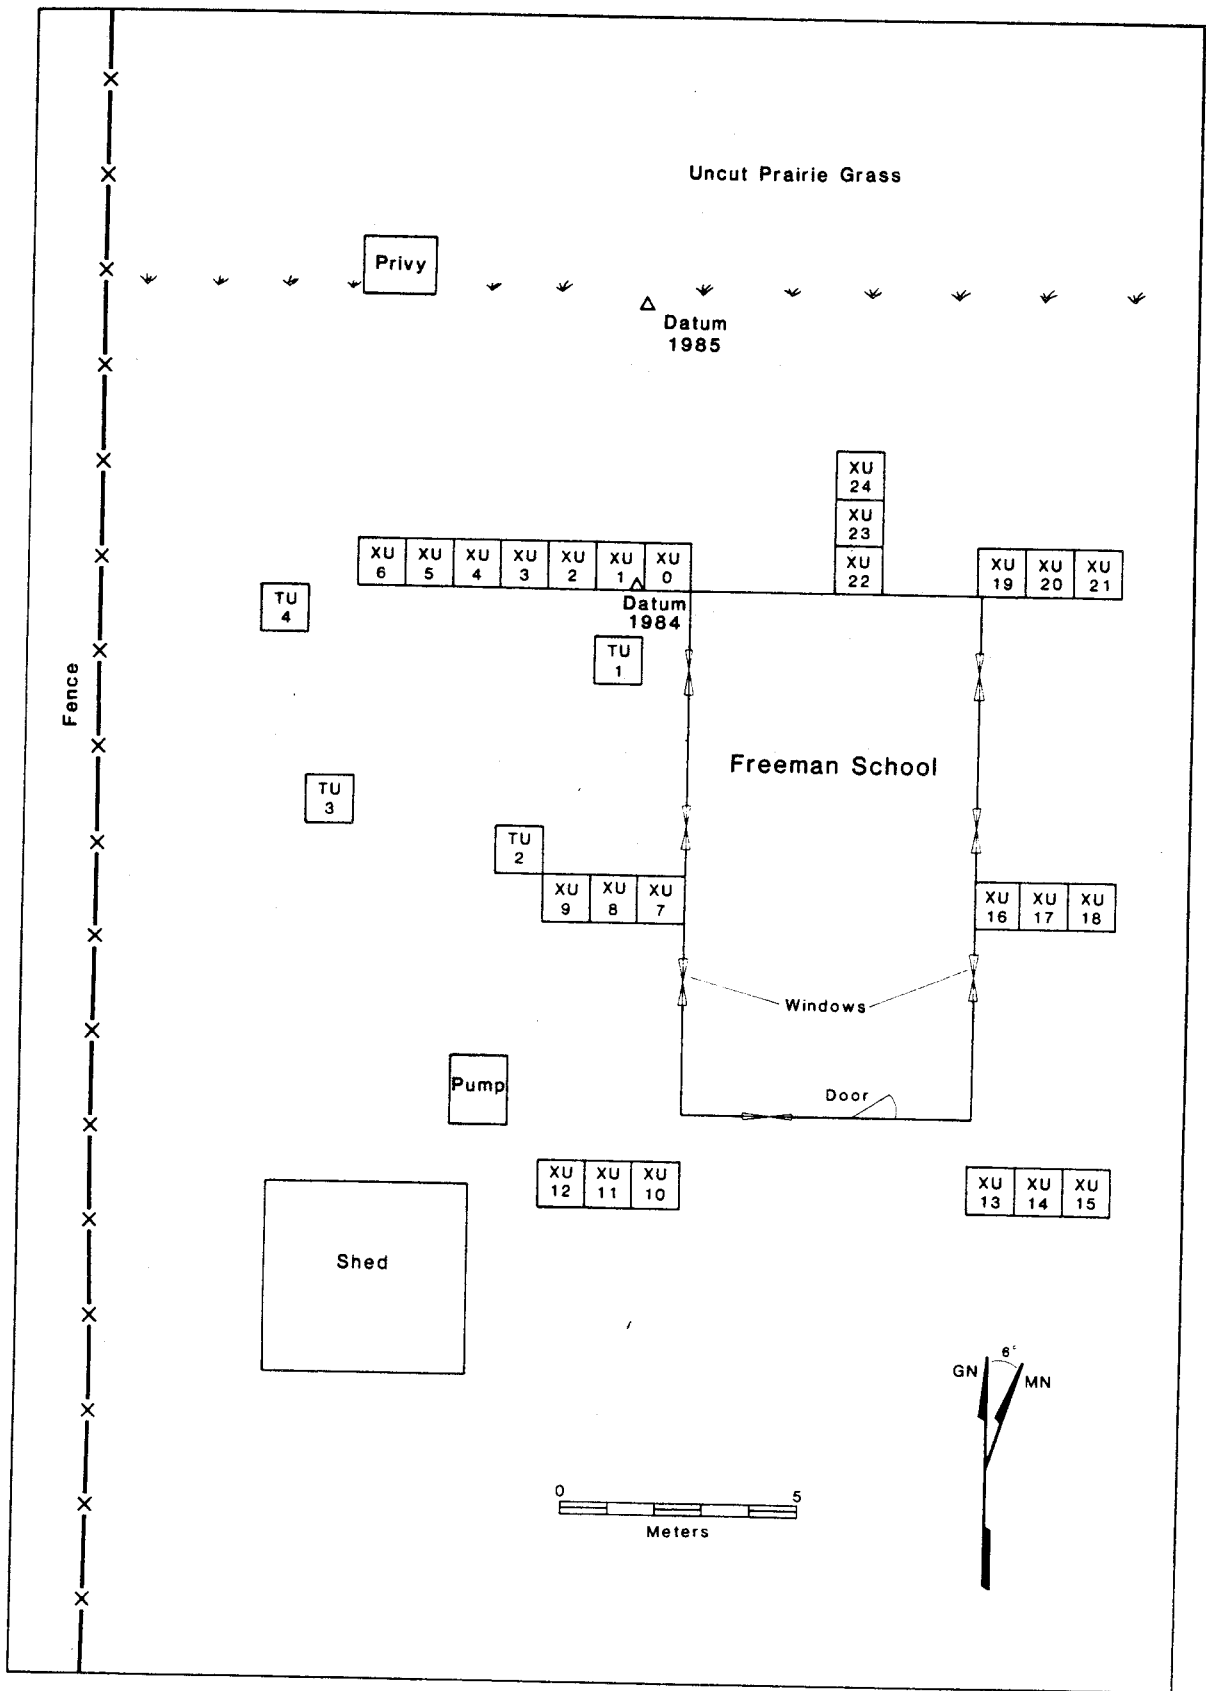 Uncut Prairie Grass
Privy
Datum
1985
XU
24
XU
23
XU
22
XU
6
XU
5
XU
4
XU
3
XU
2
XU
1
XU
0
XU
19
XU
20
XU
21
Datum
1984
TU
4
TU
1
Fence
Freeman School
TU
3
TU
2
XU
9
XU
8
XU
7
XU
16
XU
17
XU
18
Windows
Pump
Door
XU
12
XU
11
XU
10
XU
13
XU
14
XU
15
Shed
6°
GN
MN
0
5
Meters